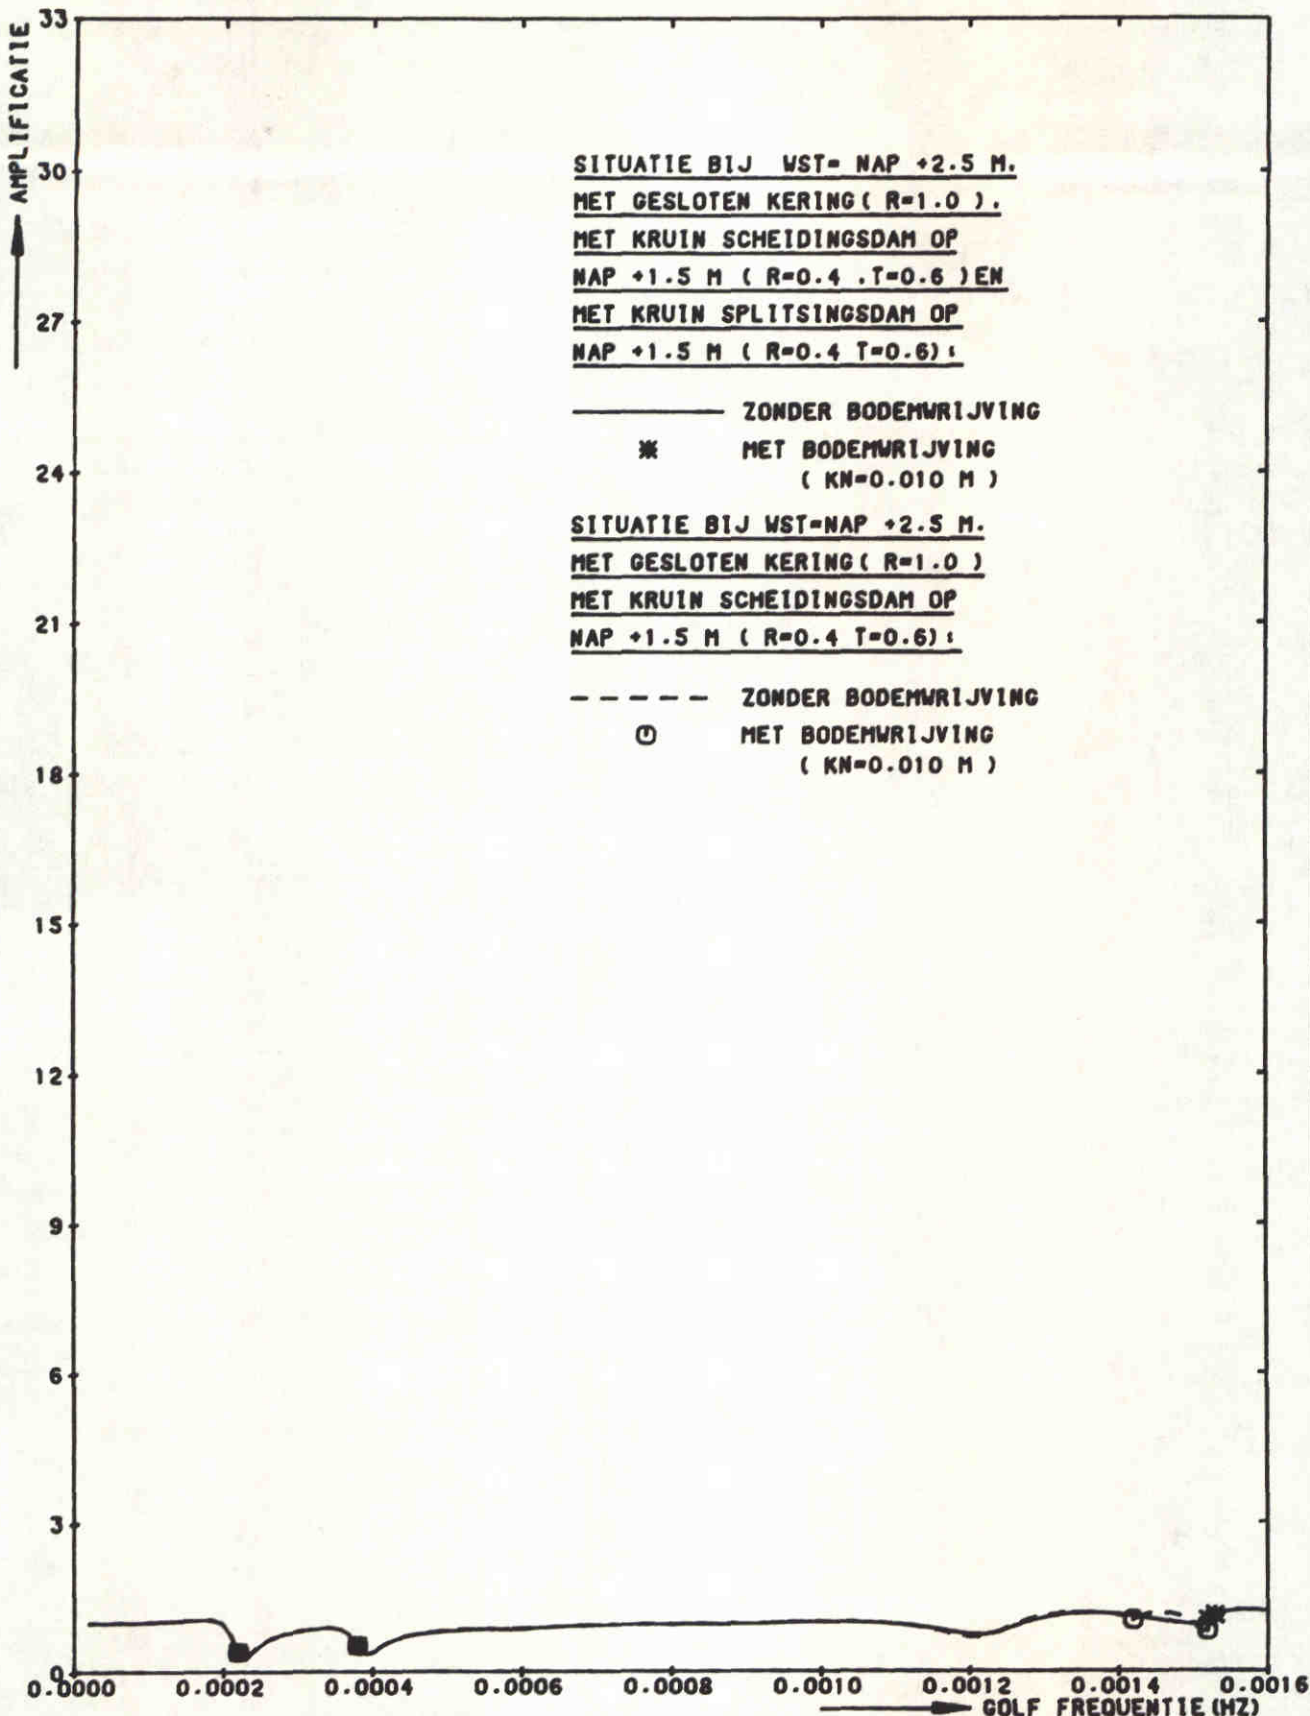 AMPLIFICATIE
33
30
27
24
21
18
15
12
9
6
3
0
SITUATIE BIJ WST= NAP +2.5 M.
MET GESLOTEN KERING( R=1.0 ).
MET KRUIN SCHEIDINGSDAM OP
NAP +1.5 M ( R=0.4 .T=0.6 )EN
MET KRUIN SPLITSINGSDAM OP
NAP +1.5 M ( R=0.4 T=0.6):
ZONDER BODEMWRIJVING
MET BODEMWRIJVING
( KN=0.010 M )
SITUATIE BIJ WST=NAP +2.5 M.
MET GESLOTEN KERING( R=1.0 )
MET KRUIN SCHEIDINGSDAM OP
NAP +1.5 M ( R=0.4 T=0.6):
ZONDER BODEMWRIJVING
MET BODEMWRIJVING
( KN=0.010 M )
0.0000 0.0002 0.0004 0.0006 0.0008 0.0010 0.0012 0.0014 0.0016
GOLF FREQUENTIE(HZ)